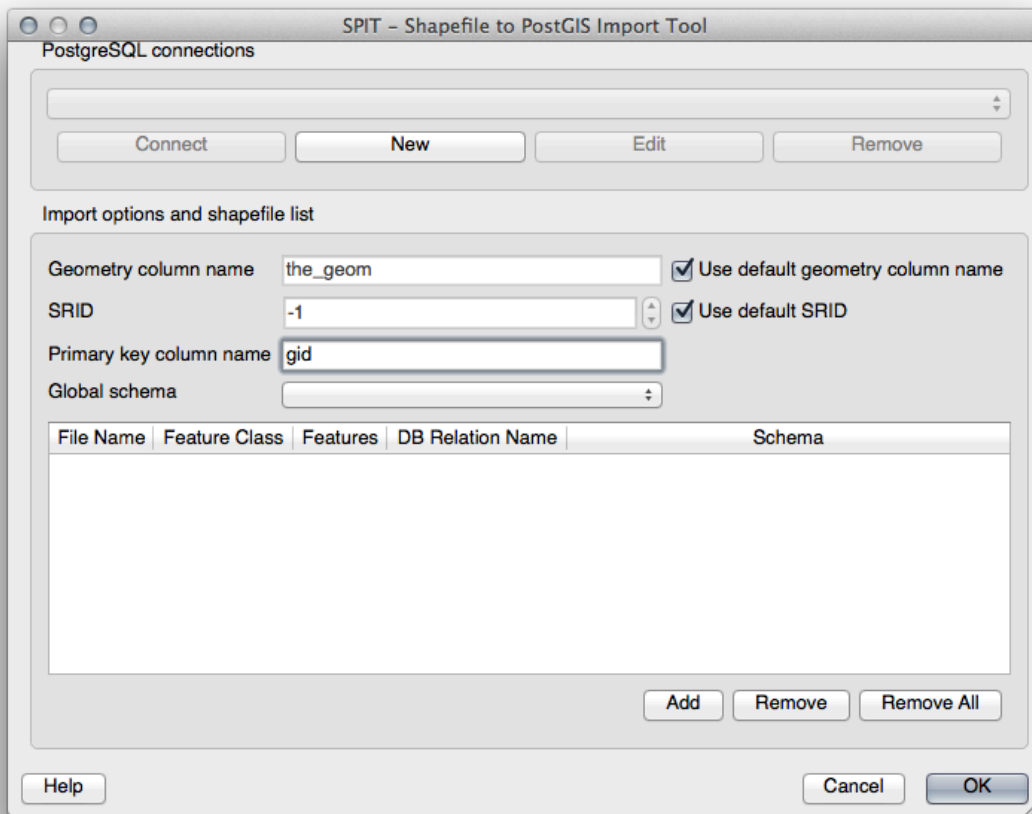 SPIT – Shapefile to PostGIS Import Tool
PostgreSQL connections
Connect New Edit Remove
Import options and shapefile list
Geometry column name the_geom Use default geometry column name
SRID -1 Use default SRID
Primary key column name gid
Global schema
File Name Feature Class Features DB Relation Name Schema
Add Remove Remove All
Help Cancel OK